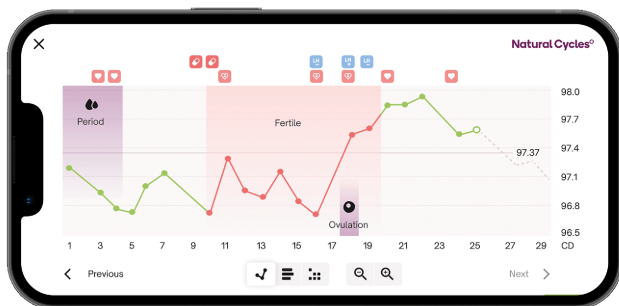 Natural Cycles°
LH LH LH
98.0
Period
Fertile
97.7
97.4
97.37
97.1
96.8
Ovulation
96.5
1 3 5 7 9 11 13 15 17 19 21 23 25 27 29 CD
Previous
Next